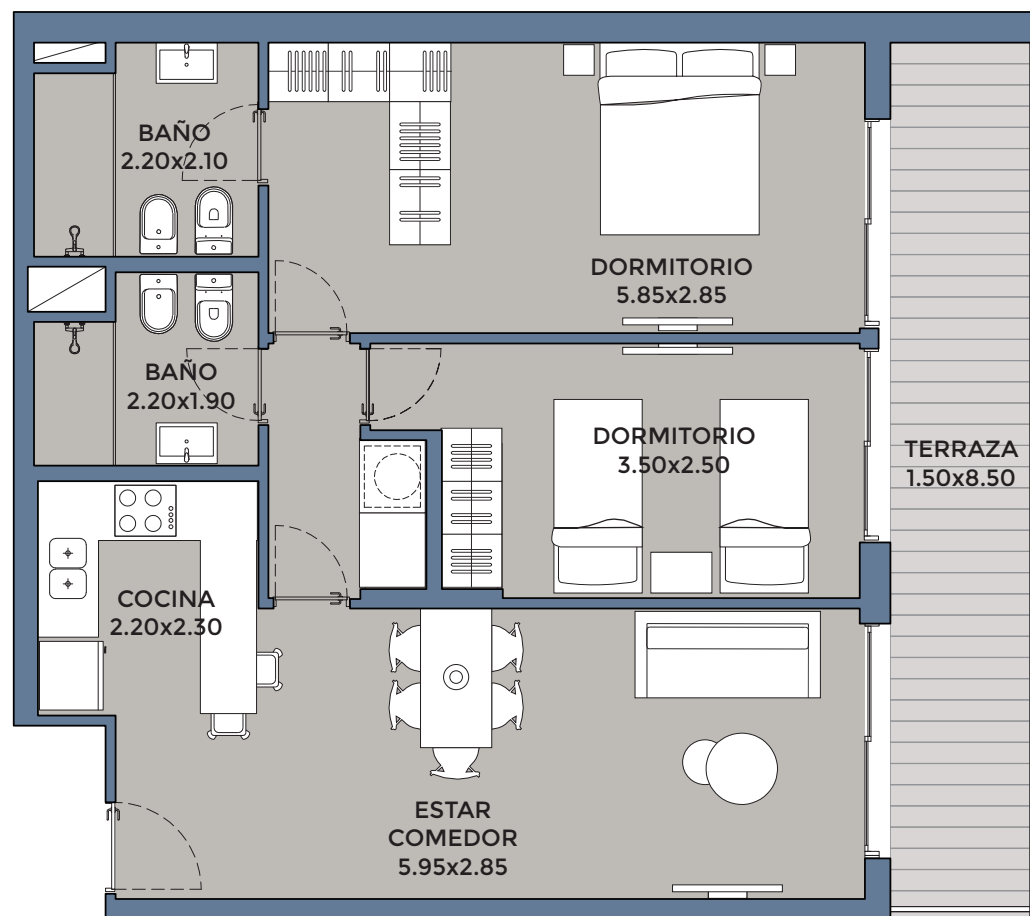 BAÑO
2.20x2.10
DORMITORIO
5.85x2.85
BAÑO
2.20x1.90
DORMITORIO
3.50x2.50
TERRAZA
1.50x8.50
COCINA
2.20x2.30
ESTAR
COMEDOR
5.95x2.85